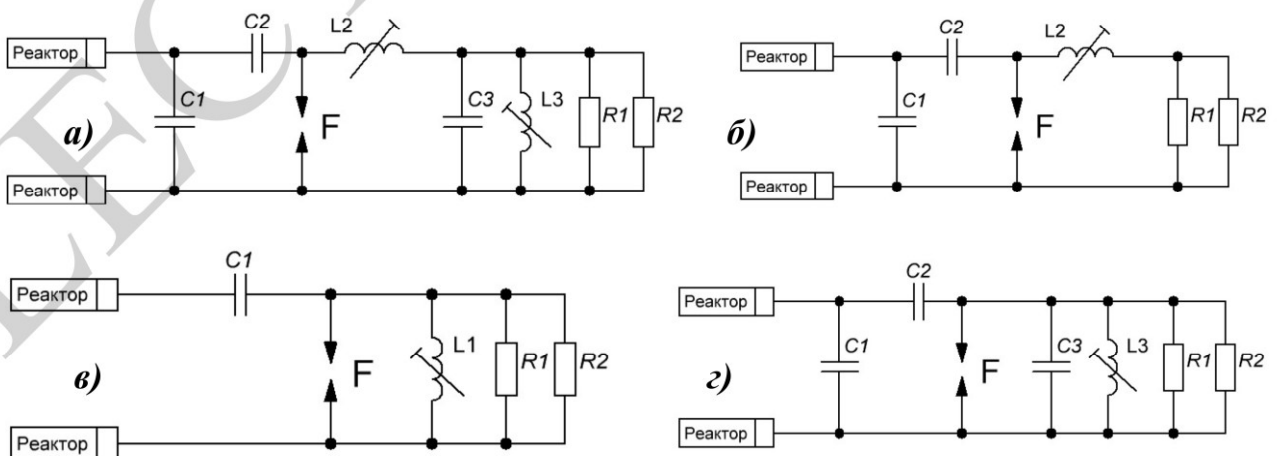 C2
L2
Реактор
C1
а)
F
C3
L3
R1
R2
Реактор
C2
L2
Реактор
C1
б)
F
R1
R2
Реактор
C1
Реактор
в)
F
L1
R1
R2
Реактор
C2
Реактор
C1
г)
F
C3
L3
R1
R2
Реактор